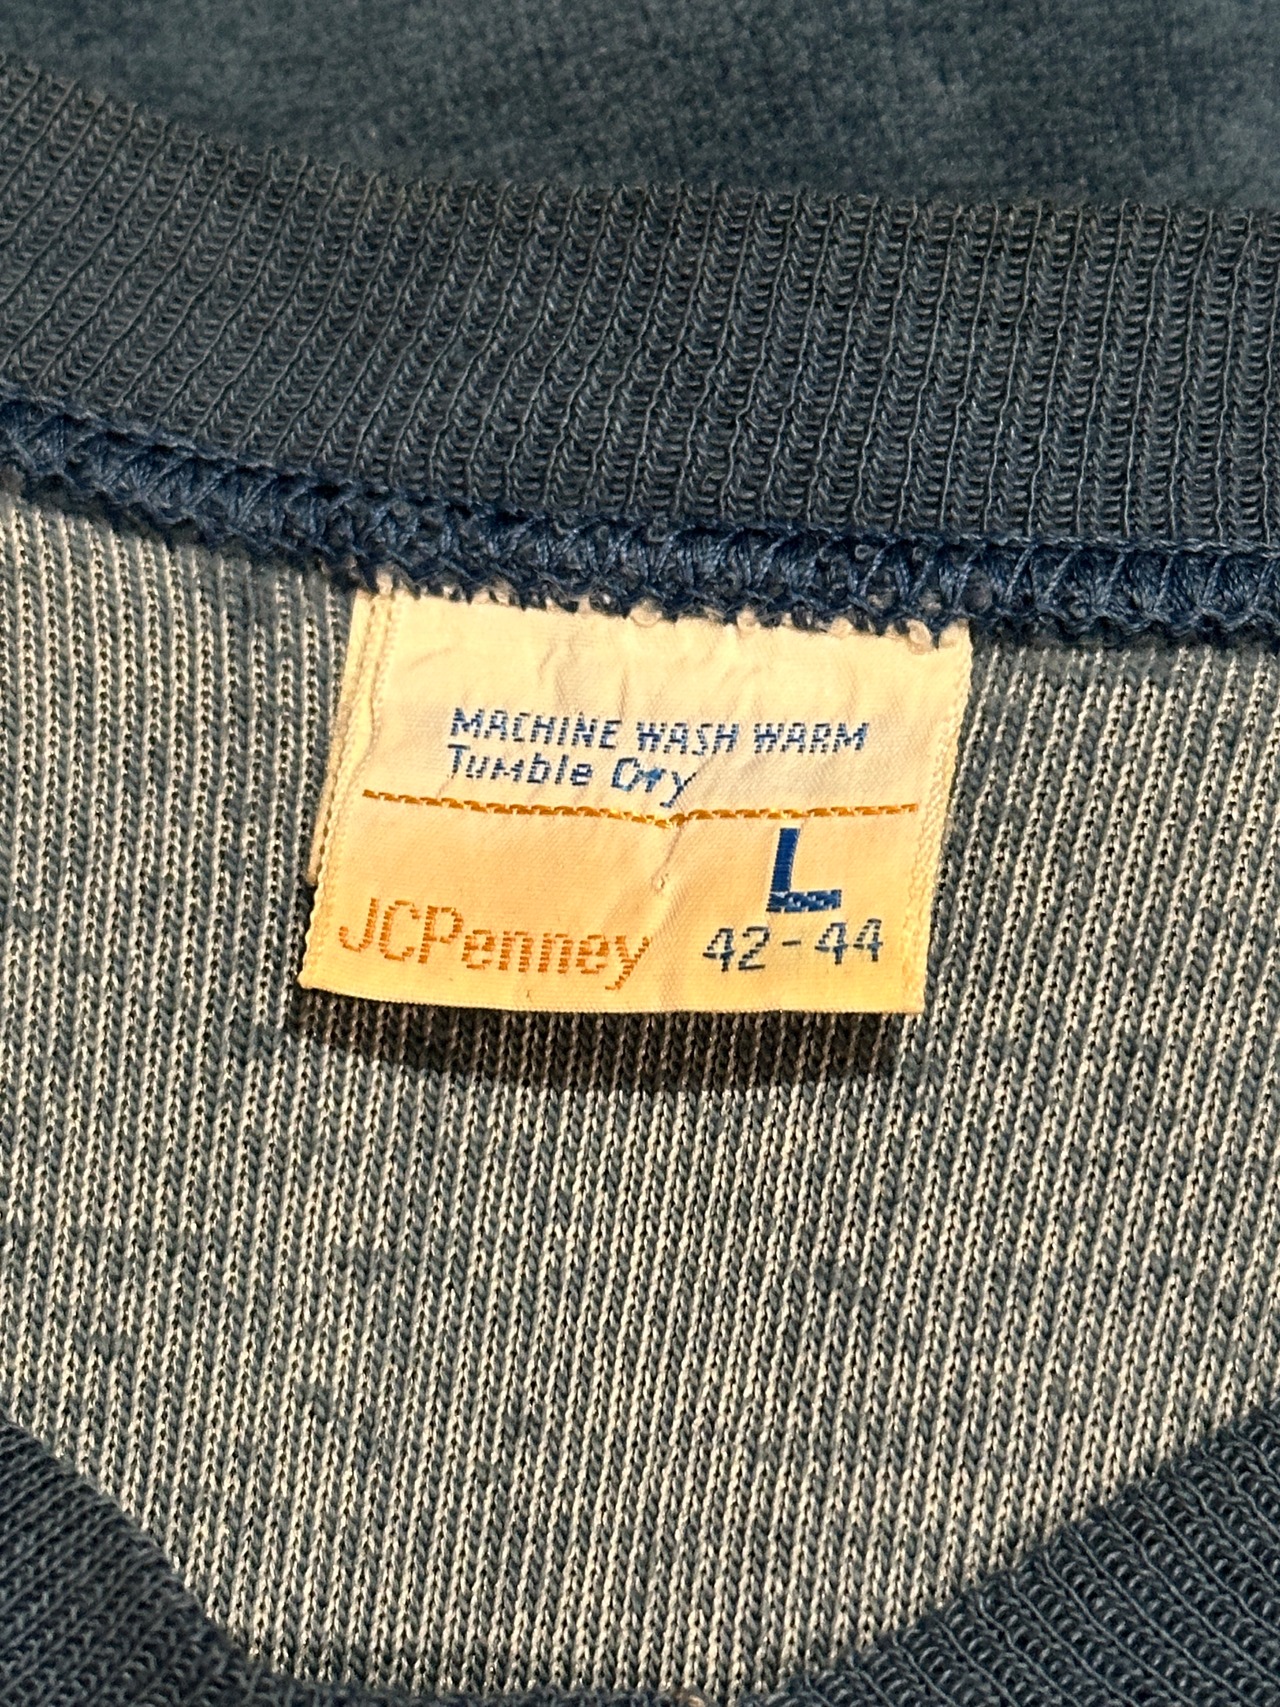 MACHINE WASH WARM
Tumble Dry
L
JCPenney 42-44